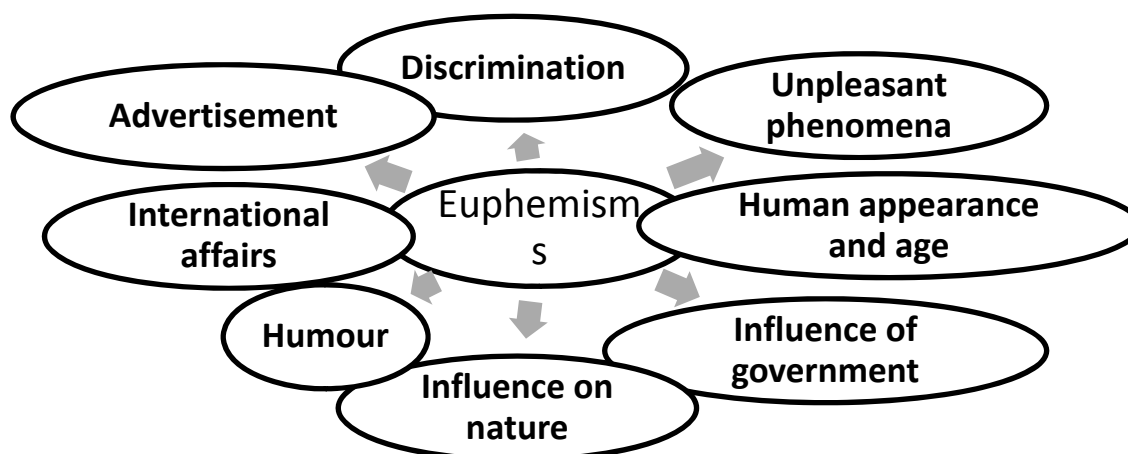 Discrimination
Unpleasant
phenomena
Advertisement
Human appearance
and age
Euphemism
s
International
affairs
Humour
Influence of
government
Influence on
nature